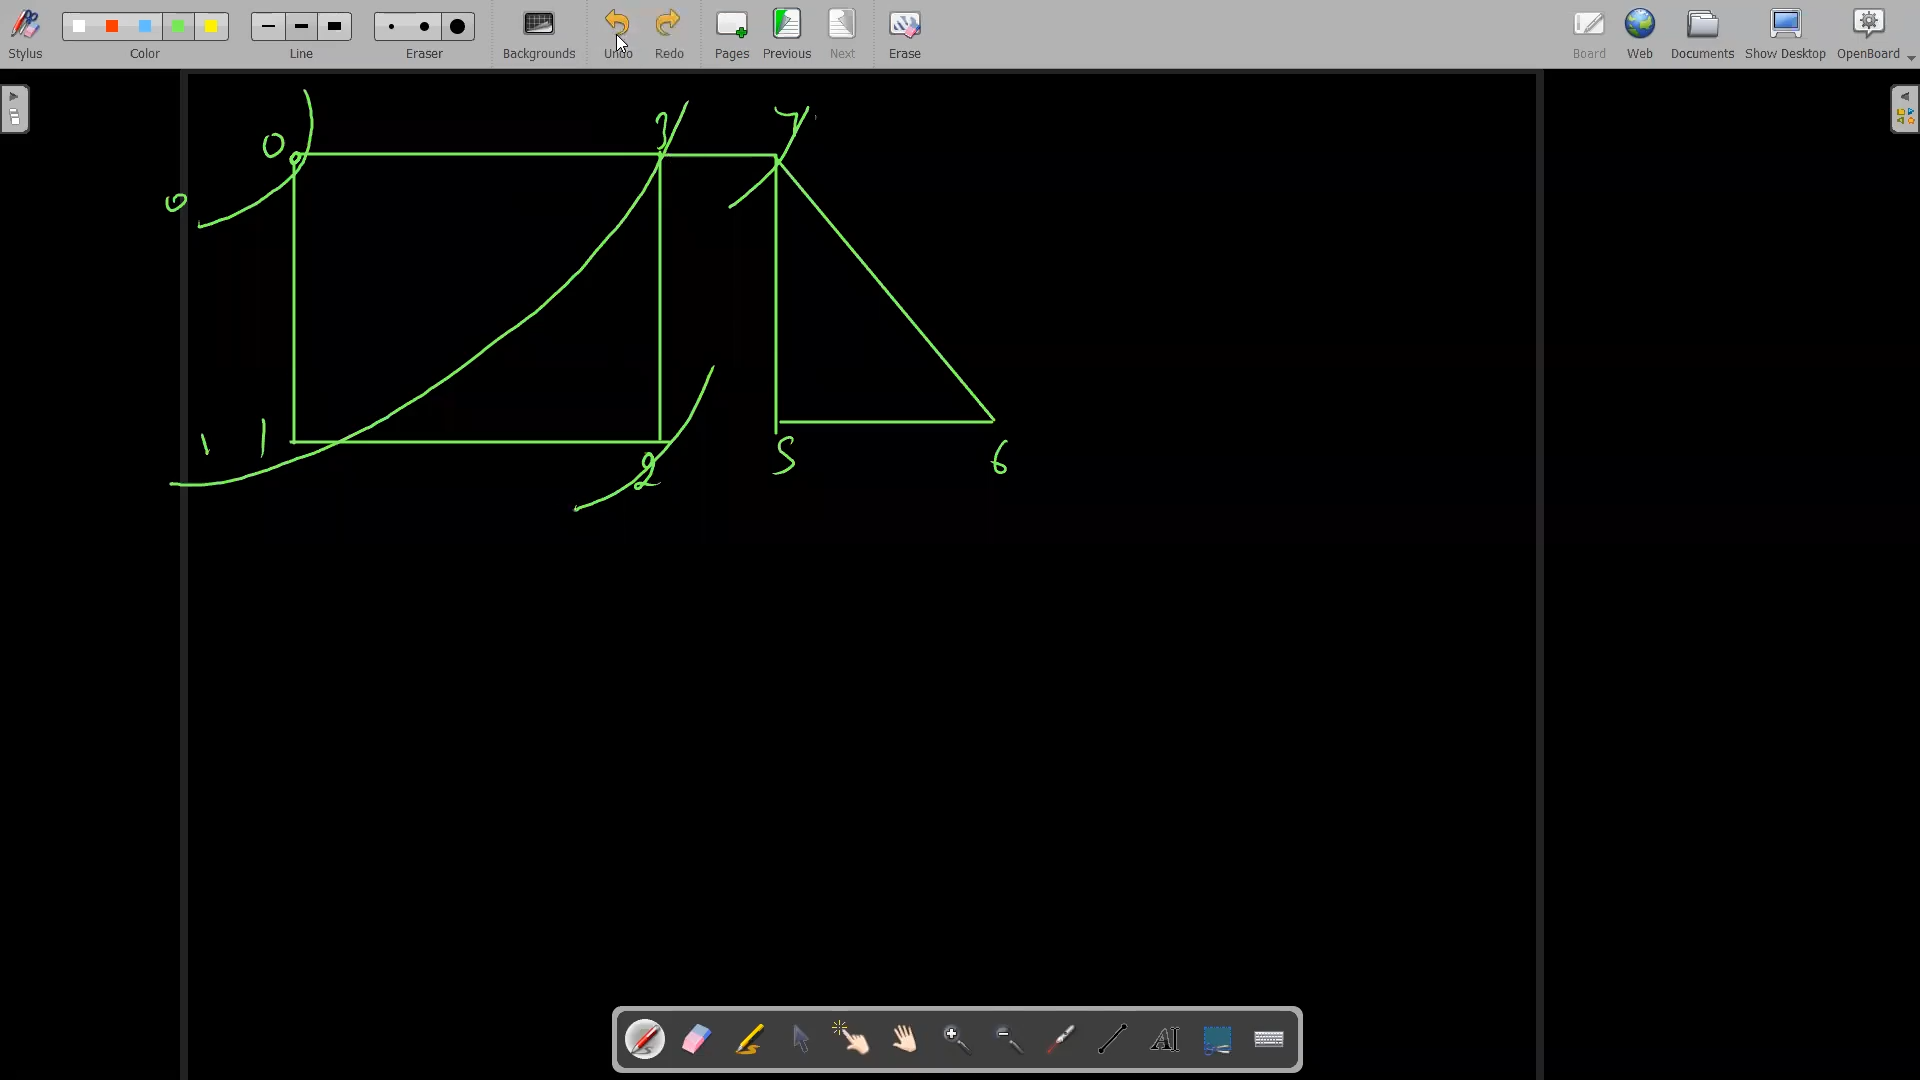 Stylus Color Line Eraser Backgrounds Undo Redo Pages Previous Next Erase Board Web Documents Show Desktop OpenBoard
3 7
0
0
1 1
2 5 6
AI